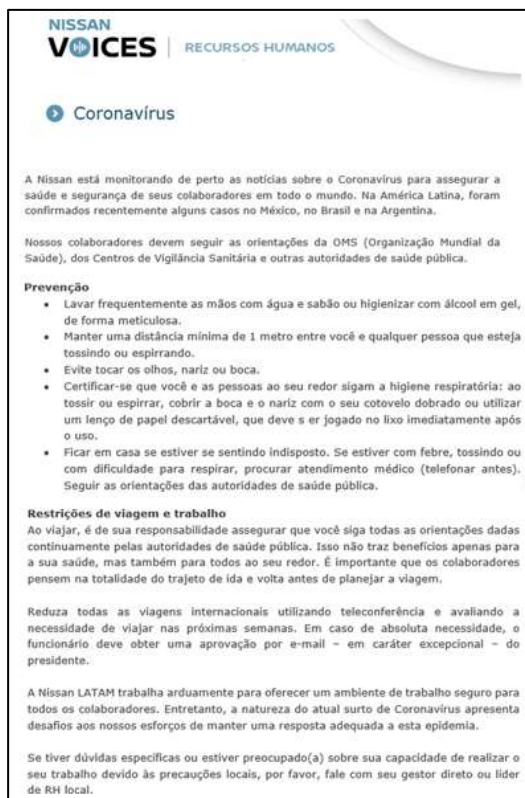 NISSAN
VOICES | RECURSOS HUMANOS
Coronavírus
A Nissan está monitorando de perto as notícias sobre o Coronavírus para assegurar a
saúde e segurança de seus colaboradores em todo o mundo. Na América Latina, foram
confirmados recentemente alguns casos no México, no Brasil e na Argentina.
Nossos colaboradores devem seguir as orientações da OMS (Organização Mundial da
Saúde), dos Centros de Vigilância Sanitária e outras autoridades de saúde pública.
Prevenção
• Lavar frequentemente as mãos com água e sabão ou higienizar com álcool em gel,
de forma meticulosa.
• Manter uma distância mínima de 1 metro entre você e qualquer pessoa que esteja
tossindo ou espirrando.
• Evite tocar os olhos, nariz ou boca.
• Certificar-se que você e as pessoas ao seu redor sigam a higiene respiratória: ao
tossir ou espirrar, cobrir a boca e o nariz com o seu cotovelo dobrado ou utilizar
um lenço de papel descartável, que deve s er jogado no lixo imediatamente após
o uso.
• Ficar em casa se estiver se sentindo indisposto. Se estiver com febre, tossindo ou
com dificuldade para respirar, procurar atendimento médico (telefonar antes).
Seguir as orientações das autoridades de saúde pública.
Restrições de viagem e trabalho
Ao viajar, é de sua responsabilidade assegurar que você siga todas as orientações dadas
continuamente pelas autoridades de saúde pública. Isso não traz benefícios apenas para
a sua saúde, mas também para todos ao seu redor. É importante que os colaboradores
pensem na totalidade do trajeto de ida e volta antes de planejar a viagem.
Reduza todas as viagens internacionais utilizando teleconferência e avaliando a
necessidade de viajar nas próximas semanas. Em caso de absoluta necessidade, o
funcionário deve obter uma aprovação por e-mail – em caráter excepcional – do
presidente.
A Nissan LATAM trabalha arduamente para oferecer um ambiente de trabalho seguro para
todos os colaboradores. Entretanto, a natureza do atual surto de Coronavírus apresenta
desafios aos nossos esforços de manter uma resposta adequada a esta epidemia.
Se tiver dúvidas específicas ou estiver preocupado(a) sobre sua capacidade de realizar o
seu trabalho devido às precauções locais, por favor, fale com seu gestor direto ou líder
de RH local.